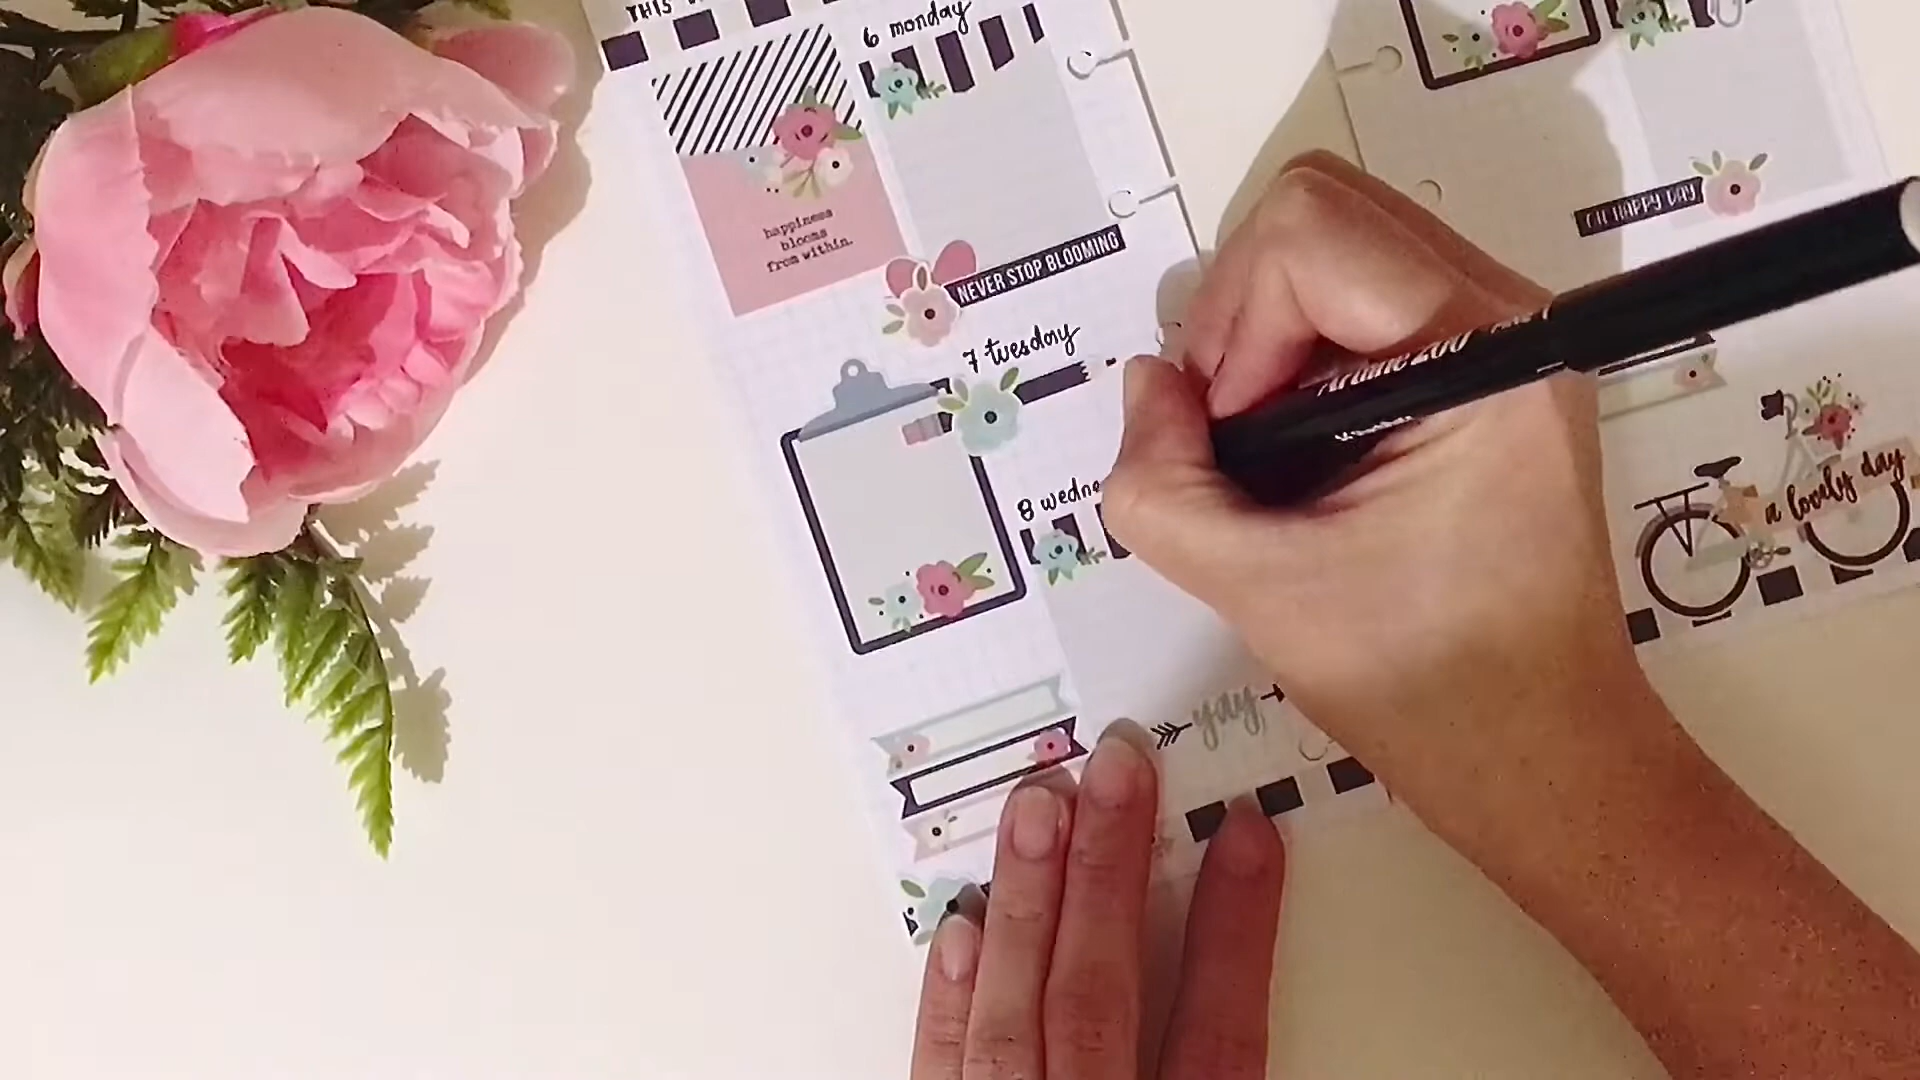 THIS
6 monday
happiness
blooms
from within.
NEVER STOP BLOOMING
7 tuesday
8 wedne
yay
OH HAPPY DAY
Artline 200
a lovely day